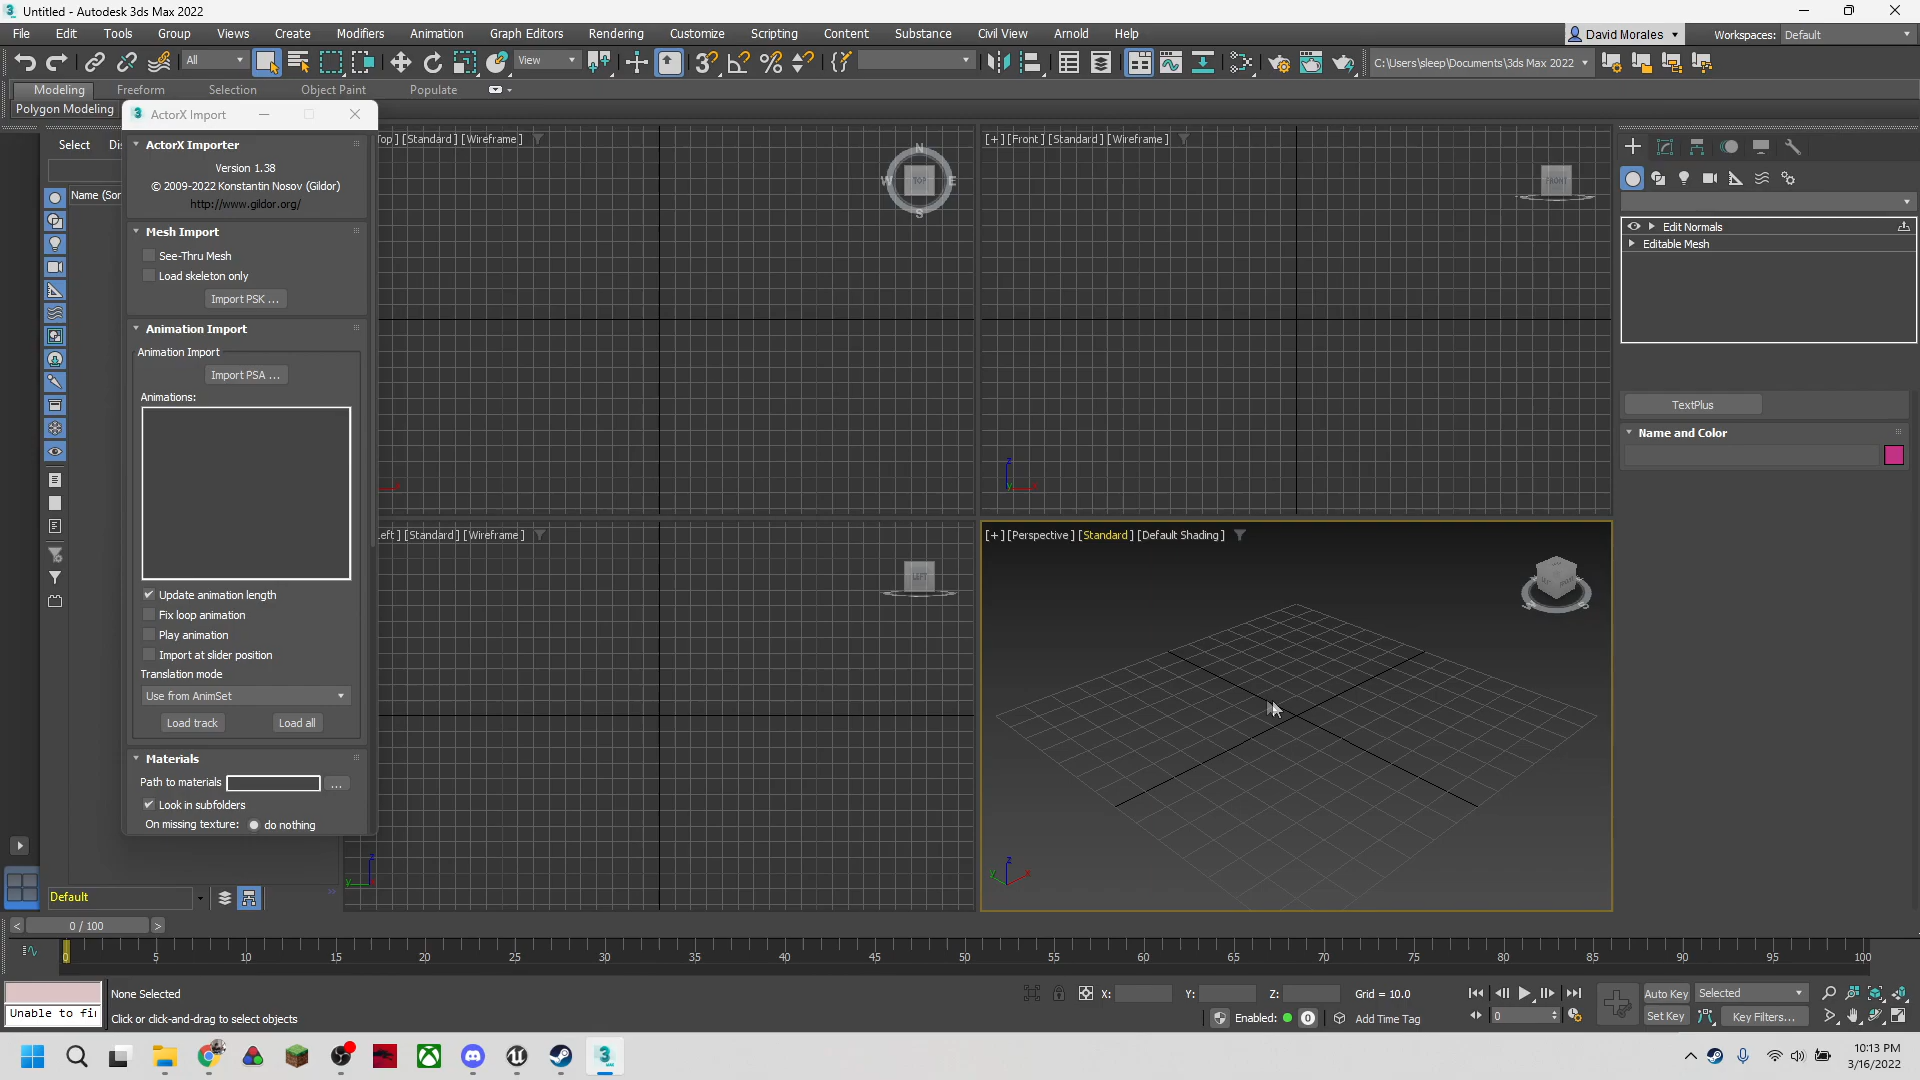 Untitled - Autodesk 3ds Max 2022
File Edit Tools Group Views Create Modifiers Animation Graph Editors Rendering Customize Scripting Content Substance Civil View Arnold Help
David Morales
Workspaces: Default
All
View
C:\Users\sleep\Documents\3ds Max 2022
Modeling Freeform Selection Object Paint Populate
Polygon Modeling
ActorX Import
Select
Name (Sor
ActorX Importer
Version 1.38
© 2009-2022 Konstantin Nosov (Gildor)
http://www.gildor.org/
Mesh Import
See-Thru Mesh
Load skeleton only
Import PSK ...
Animation Import
Animation Import
Import PSA ...
Animations:
Update animation length
Fix loop animation
Play animation
Import at slider position
Translation mode
Use from AnimSet
Load track Load all
Materials
Path to materials ...
Look in subfolders
On missing texture: do nothing
[Standard] [Wireframe]
N
W TOP E
S
[+] [Front] [Standard] [Wireframe]
FRONT
[Standard] [Wireframe]
LEFT
[+] [Perspective] [Standard] [Default Shading]
Edit Normals
Editable Mesh
TextPlus
Name and Color
Default
0 / 100
0 5 10 15 20 25 30 35 40 45 50 55 60 65 70 75 80 85 90 95 100
None Selected
Unable to fi
Click or click-and-drag to select objects
X: Y: Z: Grid = 10.0
Enabled: 0 Add Time Tag
0
Auto Key Selected
Set Key Key Filters...
10:13 PM
3/16/2022